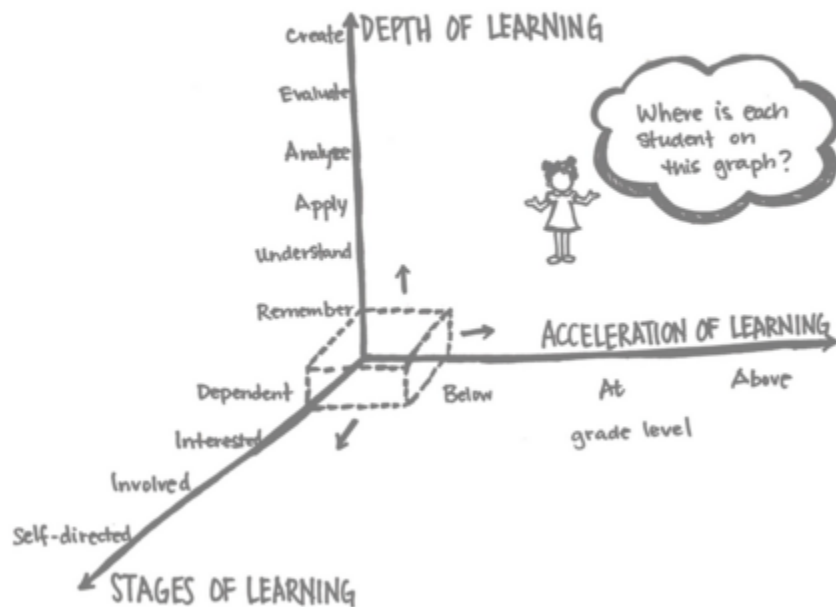 Create
DEPTH OF LEARNING
Evaluate
Analyze
Apply
Understand
Remember
Where is each
student on
this graph?
ACCELERATION OF LEARNING
Below
At
Above
grade level
Dependent
Interested
Involved
Self-directed
STAGES OF LEARNING